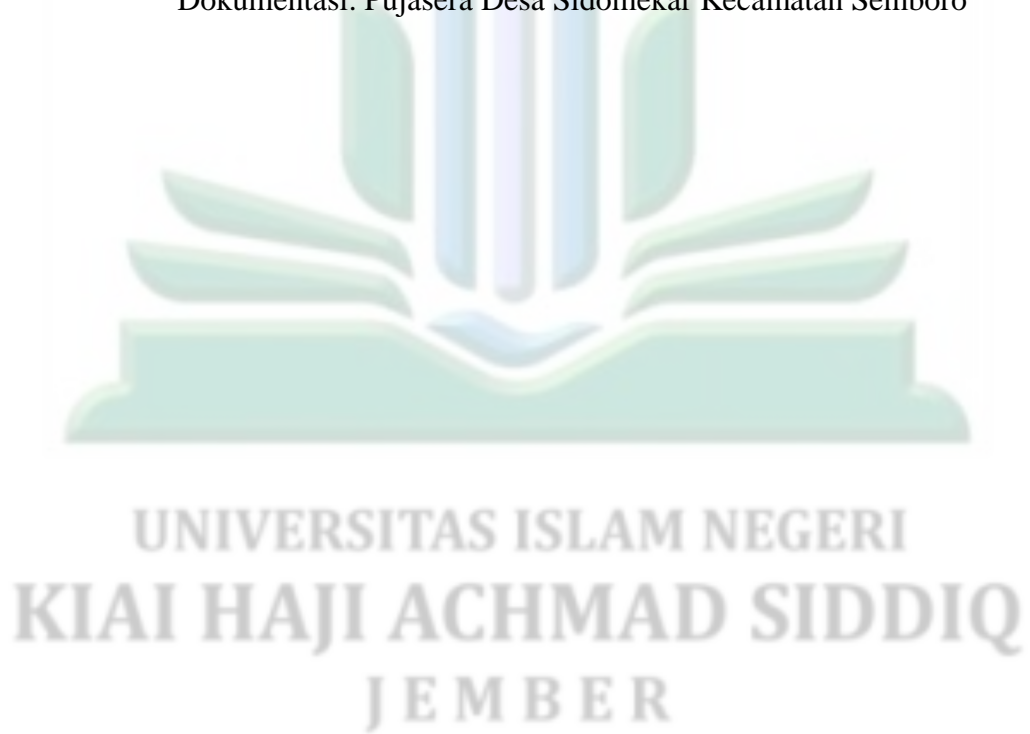 Dokumentasi: Pujasera Desa Sidomekar Kecamatan Semboro
UNIVERSITAS ISLAM NEGERI
KIAI HAJI ACHMAD SIDDIQ
JEMBER